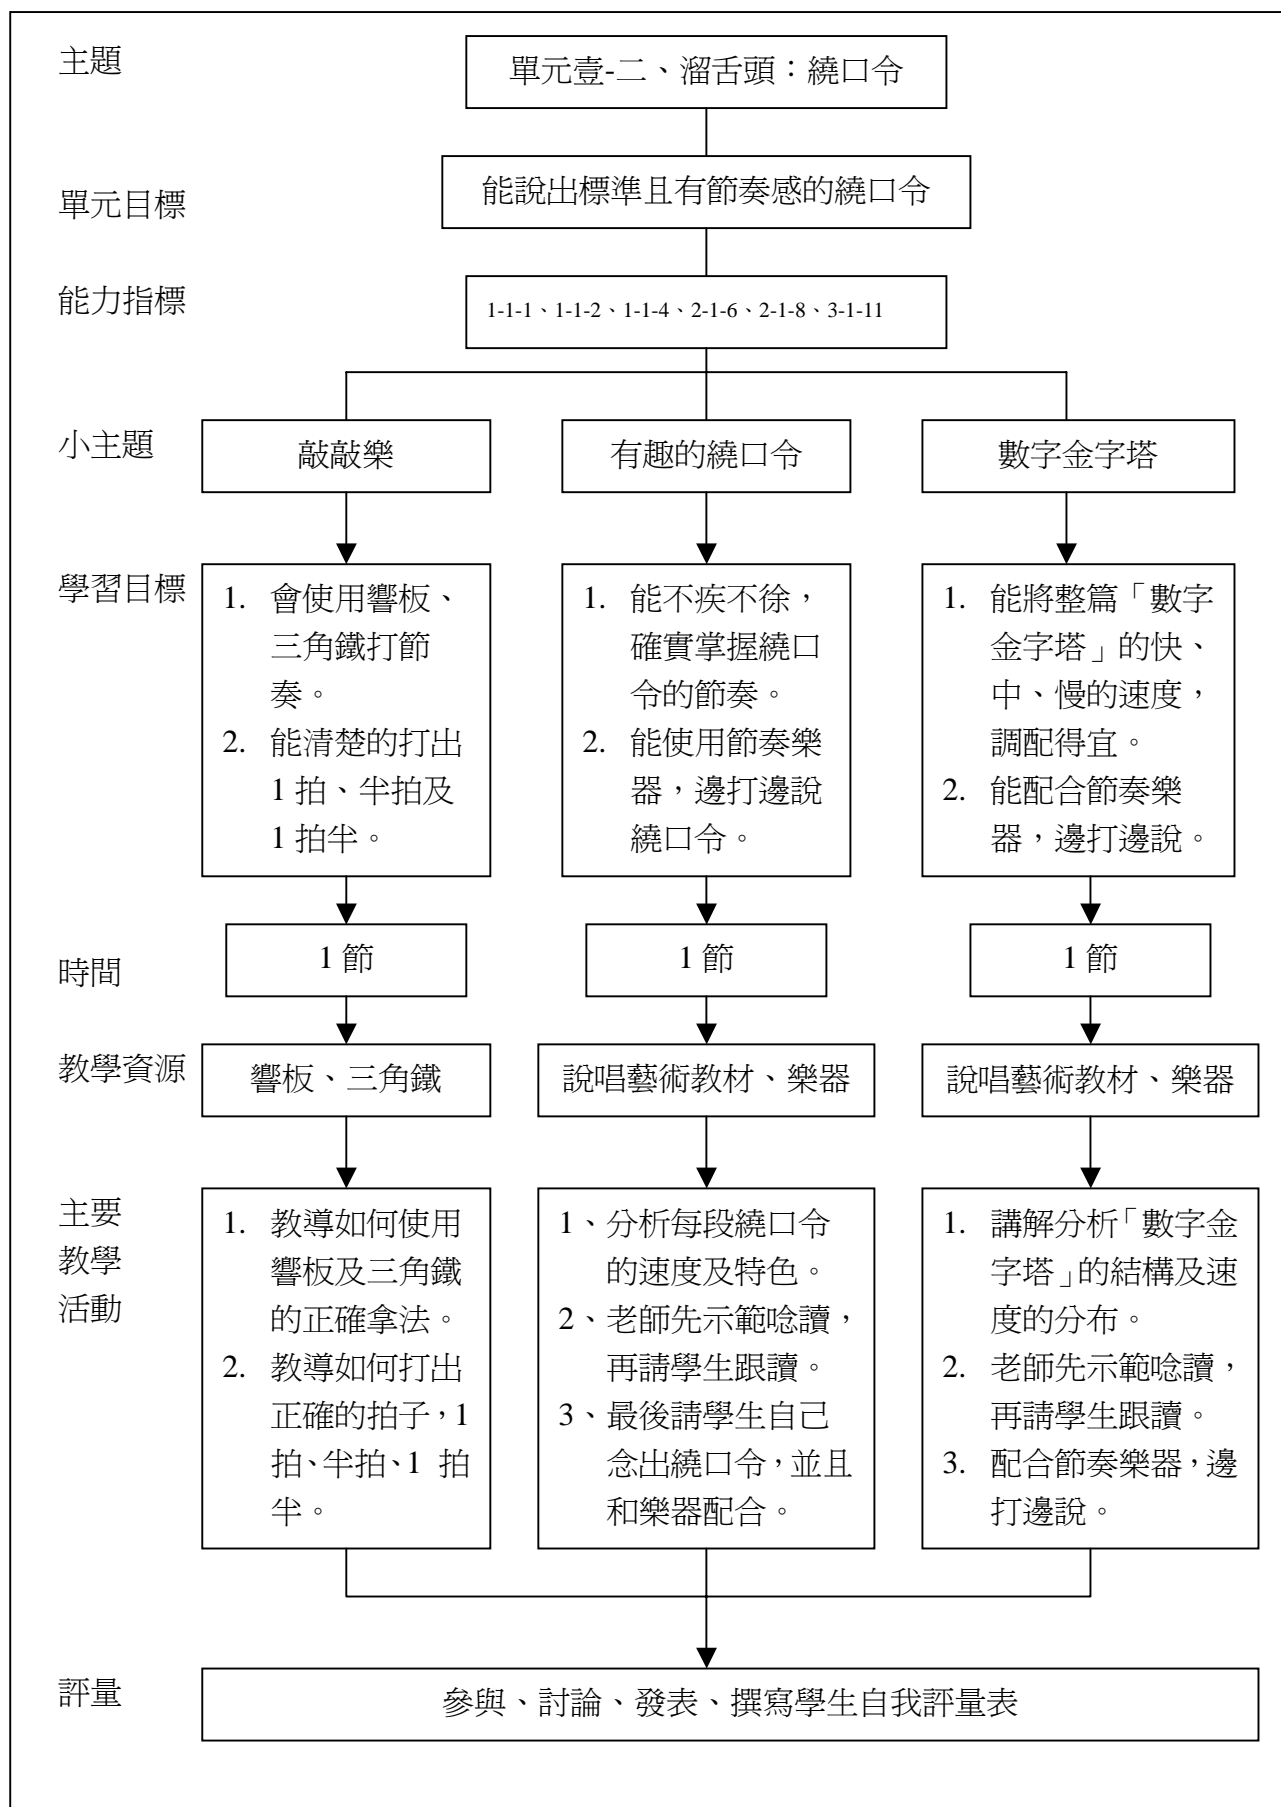 主題
單元壹-二、溜舌頭：繞口令
單元目標
能說出標準且有節奏感的繞口令
能力指標
1-1-1、1-1-2、1-1-4、2-1-6、2-1-8、3-1-11
小主題
敲敲樂
有趣的繞口令
數字金字塔
學習目標
1. 會使用響板、
三角鐵打節
奏。
2. 能清楚的打出
1 拍、半拍及
1 拍半。
1. 能不疾不徐，
確實掌握繞口
令的節奏。
2. 能使用節奏樂
器，邊打邊說
繞口令。
1. 能將整篇「數字
金字塔」的快、
中、慢的速度，
調配得宜。
2. 能配合節奏樂
器，邊打邊說。
時間
1 節
1 節
1 節
教學資源
響板、三角鐵
說唱藝術教材、樂器
說唱藝術教材、樂器
主要
教學
活動
1. 教導如何使用
響板及三角鐵
的正確拿法。
2. 教導如何打出
正確的拍子，1
拍、半拍、1 拍
半。
1、分析每段繞口令
的速度及特色。
2、老師先示範唸讀，
再請學生跟讀。
3、最後請學生自己
念出繞口令，並且
和樂器配合。
1. 講解分析「數字金
字塔」的結構及速
度的分布。
2. 老師先示範唸讀，
再請學生跟讀。
3. 配合節奏樂器，邊
打邊說。
評量
參與、討論、發表、撰寫學生自我評量表